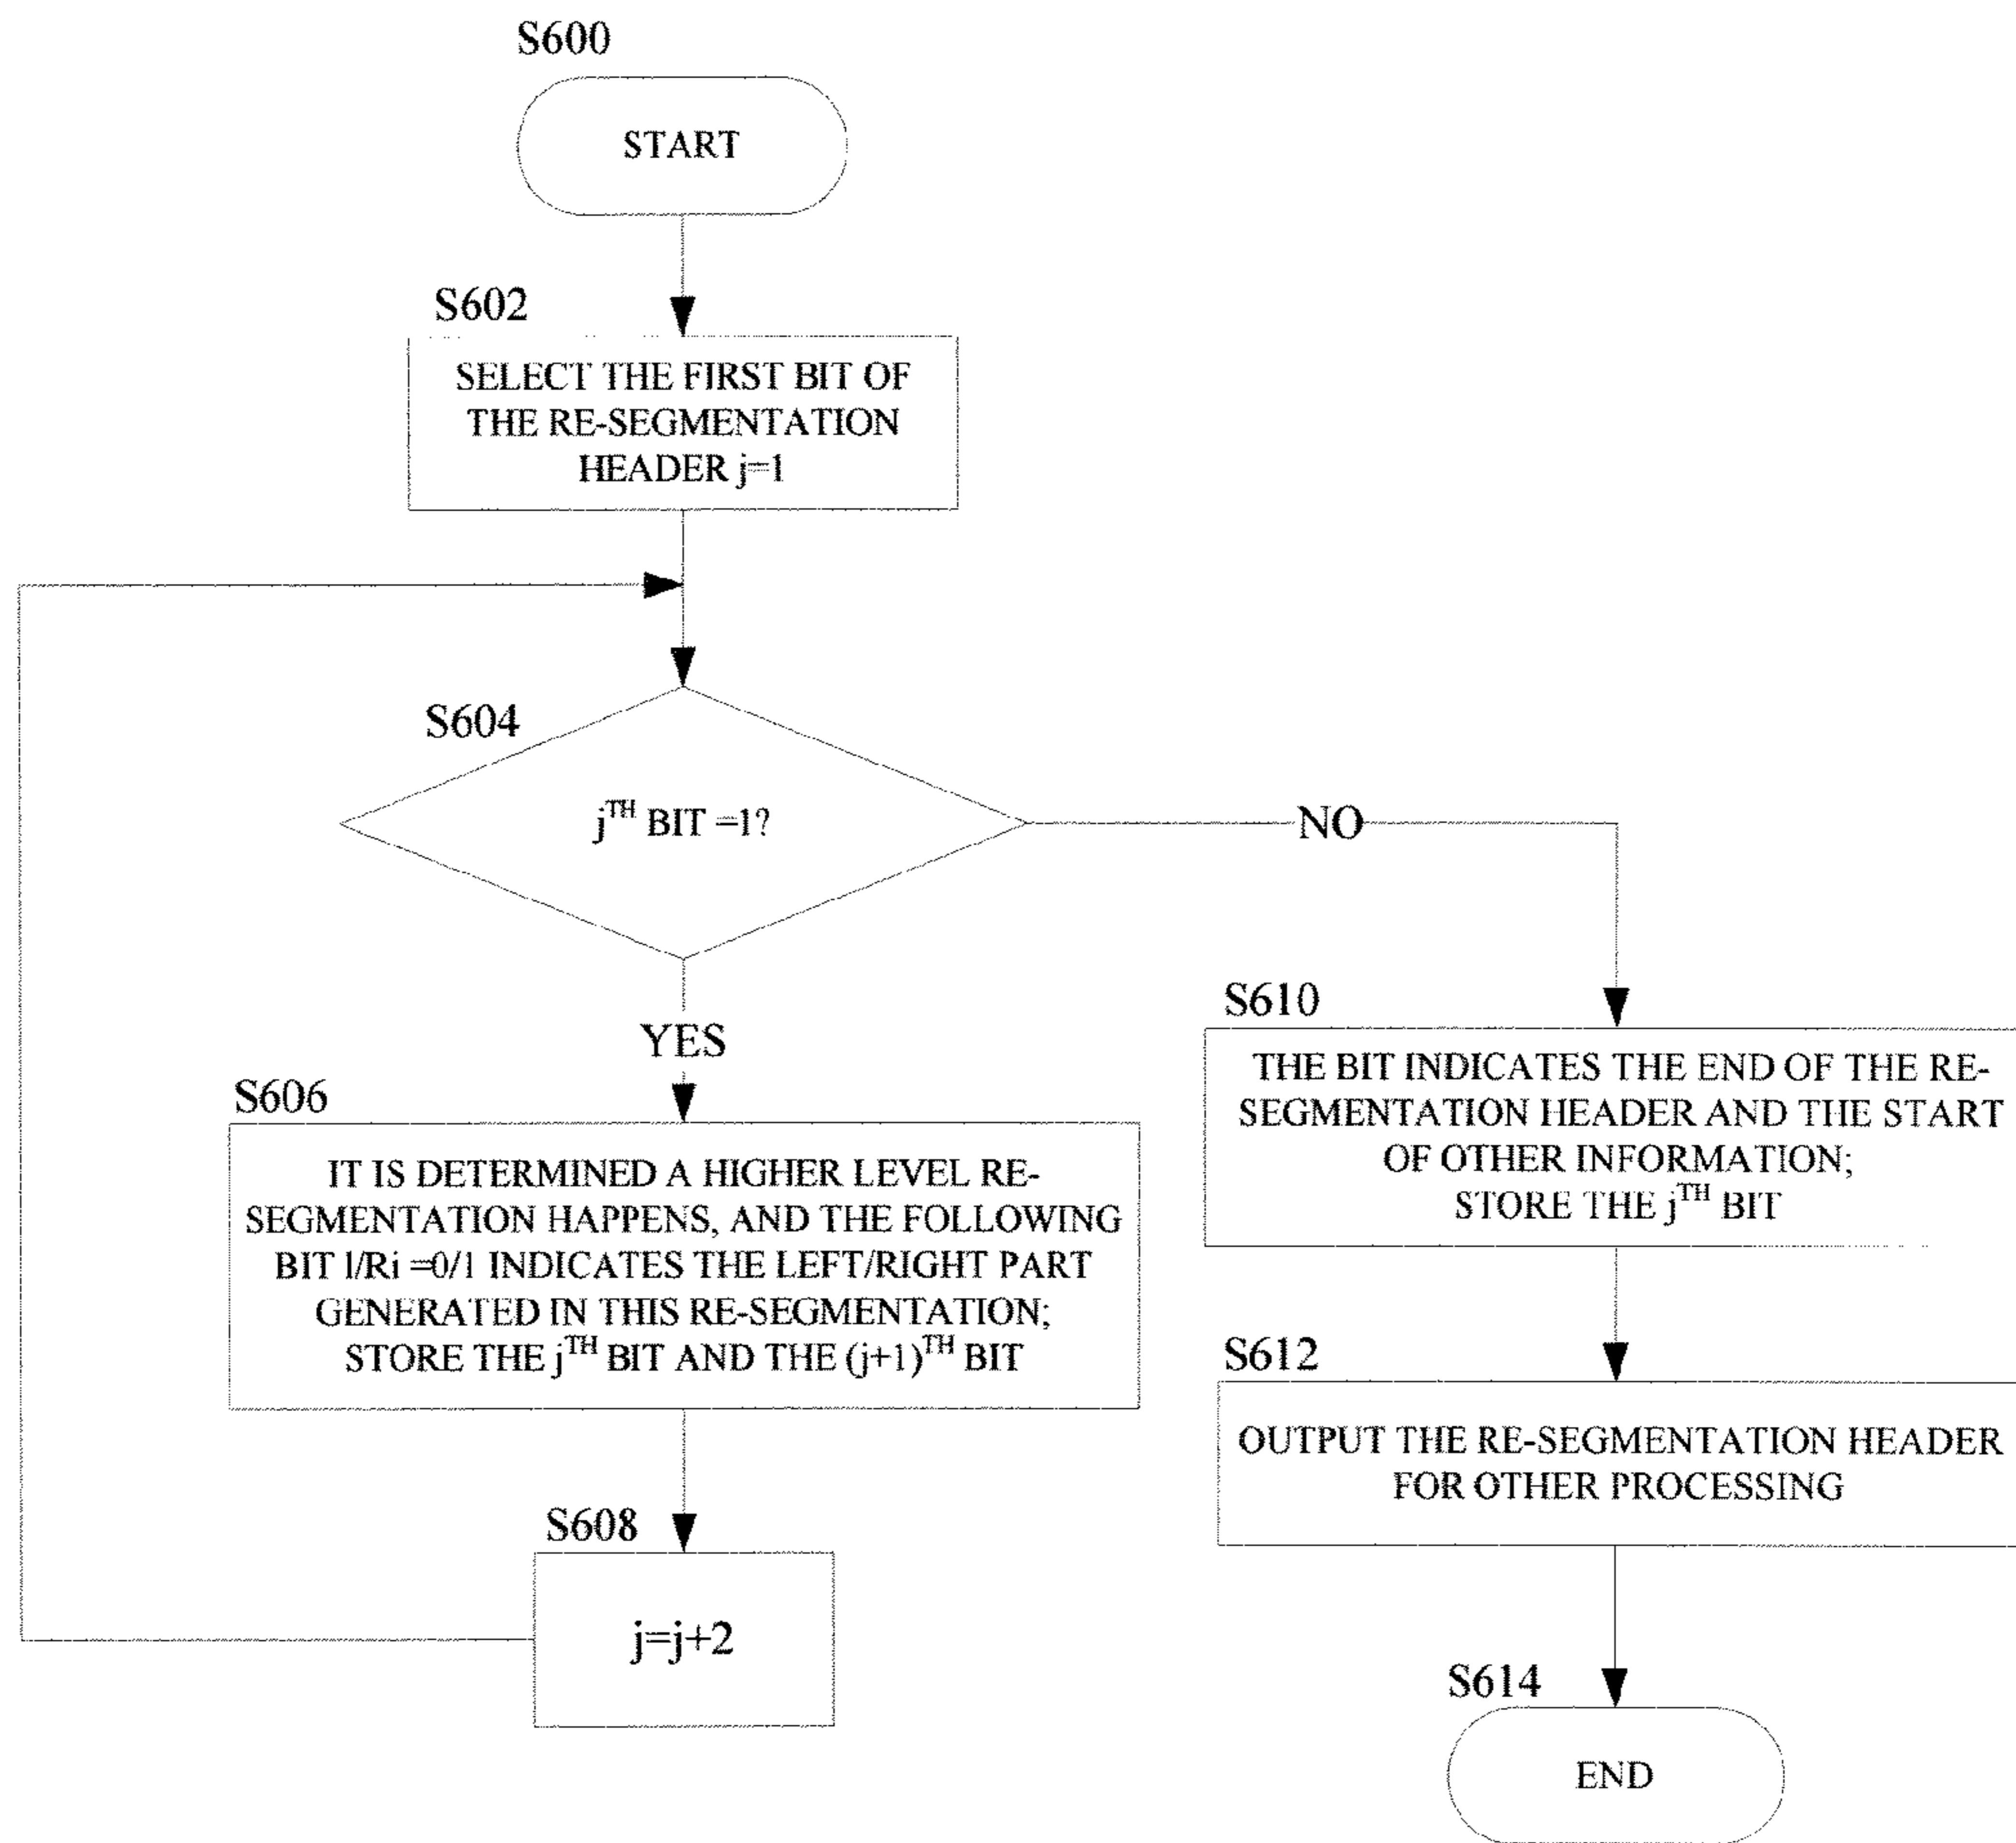 S600
START
S602
SELECT THE FIRST BIT OF
THE RE-SEGMENTATION
HEADER j=1
S604
jTH BIT =1?
NO
YES
S606
IT IS DETERMINED A HIGHER LEVEL RE-
SEGMENTATION HAPPENS, AND THE FOLLOWING
BIT l/Ri =0/1 INDICATES THE LEFT/RIGHT PART
GENERATED IN THIS RE-SEGMENTATION;
STORE THE jTH BIT AND THE (j+1)TH BIT
S608
j=j+2
S610
THE BIT INDICATES THE END OF THE RE-
SEGMENTATION HEADER AND THE START
OF OTHER INFORMATION;
STORE THE jTH BIT
S612
OUTPUT THE RE-SEGMENTATION HEADER
FOR OTHER PROCESSING
S614
END